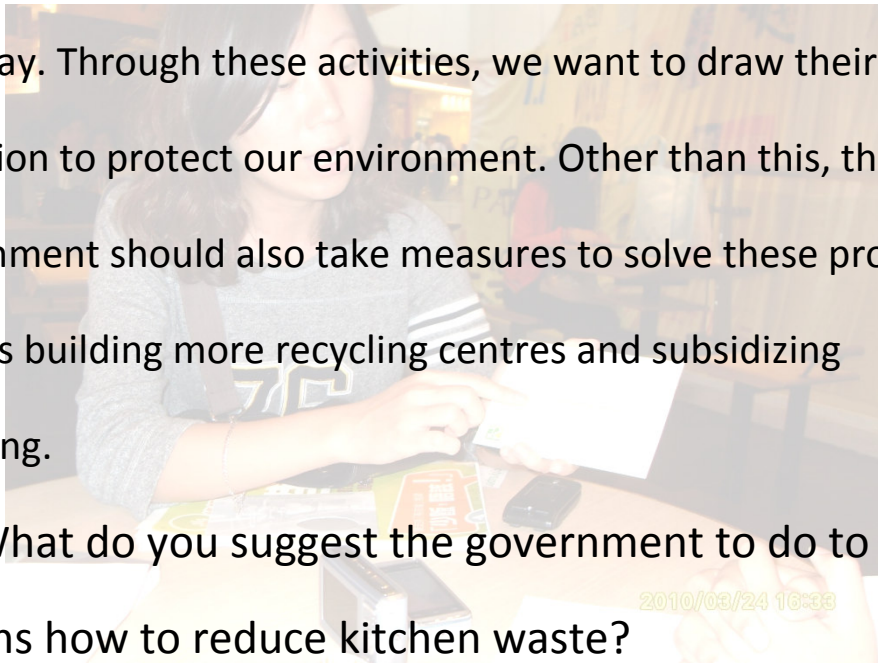 ay. Through these activities, we want to draw their
ion to protect our environment. Other than this, th
nment should also take measures to solve these pro
s building more recycling centres and subsidizing
ng.
What do you suggest the government to do to
ns how to reduce kitchen waste?
2010/03/24 16:33